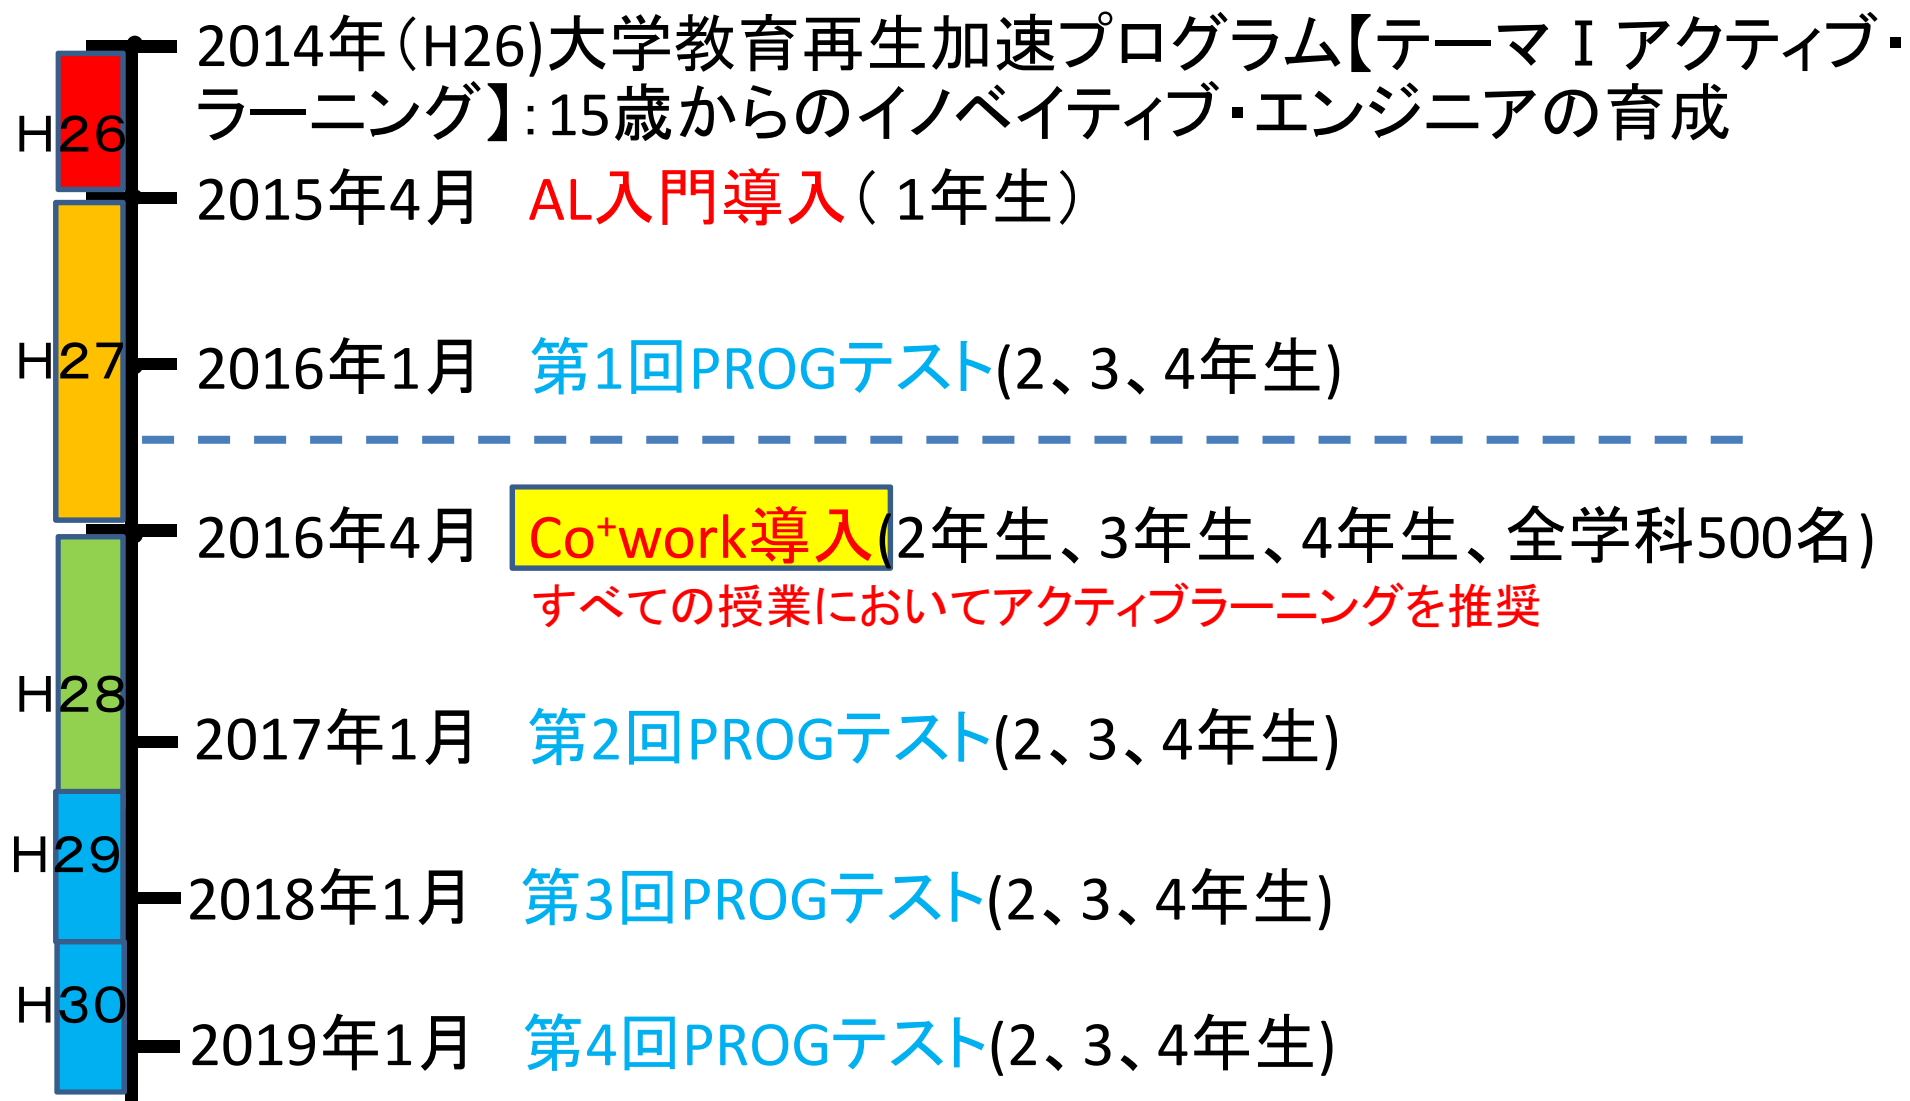 2014年（H26)大学教育再生加速プログラム【テーマⅠアクティブ・
ラーニング】：15歳からのイノベイティブ・エンジニアの育成
H26
2015年4月 AL入門導入（1年生）
H27
2016年1月 第1回PROGテスト(2、3、4年生)
2016年4月 Co⁺work導入(2年生、3年生、4年生、全学科500名)
すべての授業においてアクティブラーニングを推奨
H28
2017年1月 第2回PROGテスト(2、3、4年生)
H29
2018年1月 第3回PROGテスト(2、3、4年生)
H30
2019年1月 第4回PROGテスト(2、3、4年生)